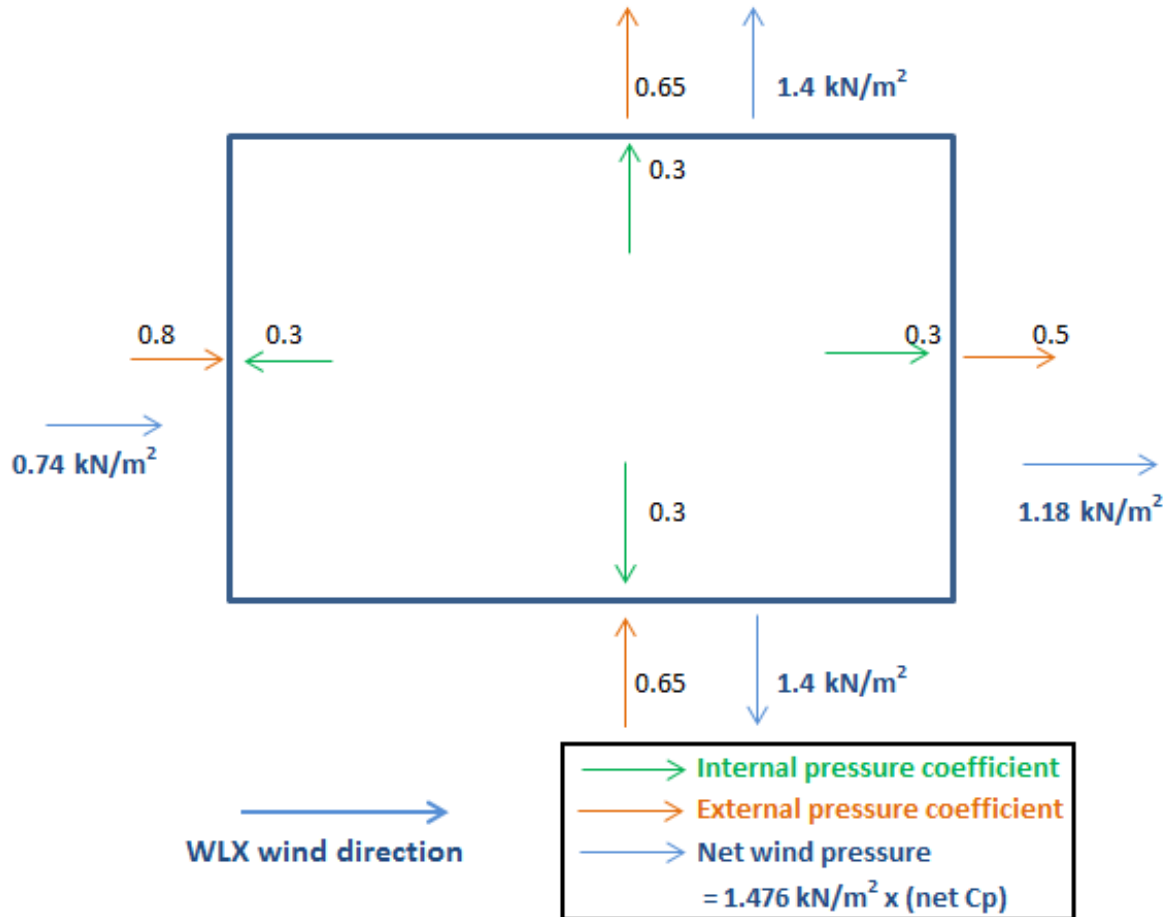 0.65
1.4 kN/m²
0.3
0.8
0.3
0.3
0.5
0.74 kN/m²
1.18 kN/m²
0.3
0.65
1.4 kN/m²
Internal pressure coefficient
External pressure coefficient
WLX wind direction
Net wind pressure
= 1.476 kN/m² x (net Cp)